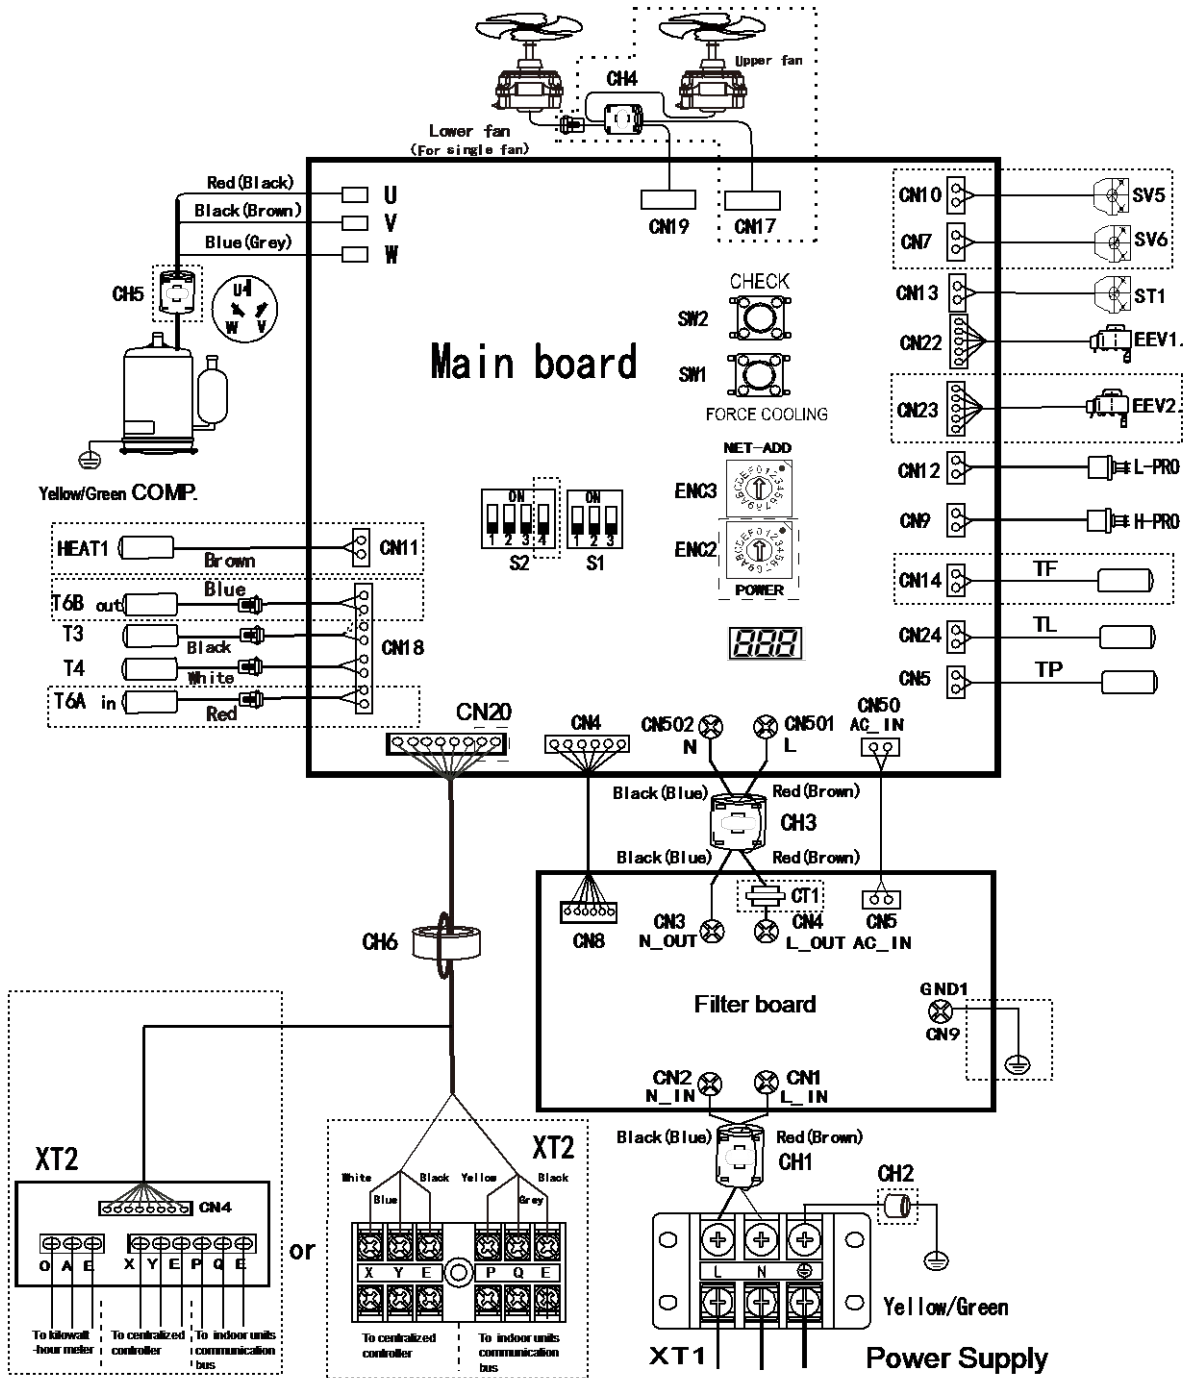 Upper fan
CH4
Lower fan
(For single fan)
Red(Black)
U
Black(Brown)
V
Blue(Grey)
W
CH5
U
W
V
Yellow/Green COMP.
CN19
CN17
CN10
SV5
CN7
SV6
CN13
ST1
CN22
EEV1.
CN23
EEV2.
CN12
L-PRO
CN9
H-PRO
CN14
TF
CN24
TL
CN5
TP
Main board
CHECK
SW2
SW1
FORCE COOLING
NET-ADD
ENC3
0123456789ABCDEF
ENC2
0123456789ABCDEF
POWER
888
ON
1 2 3 4
S2
ON
1 2 3
S1
HEAT1
Brown
CN11
Blue
T6B out
T3
Black
CN18
T4
White
T6A in
Red
CN20
CN4
CN502
N
CN501
L
CN50
AC_IN
Black(Blue)
Red(Brown)
CH3
Black(Blue)
Red(Brown)
CT1
CN8
CN3
N_OUT
CN4
L_OUT
CN5
AC_IN
CH6
Filter board
GND1
CN9
CN2
N_IN
CN1
L_IN
Black(Blue)
Red(Brown)
CH1
CH2
XT2
CN4
O A E
X Y E P Q E
To kilowalt
-hour meter
To centralized
controller
To indoor units
communication
bus
or
XT2
White
Blue
Black
Yellow
Grey
Black
X Y E
P Q E
To centralized
controller
To indoor units
communication
bus
L N
Yellow/Green
XT1
Power Supply